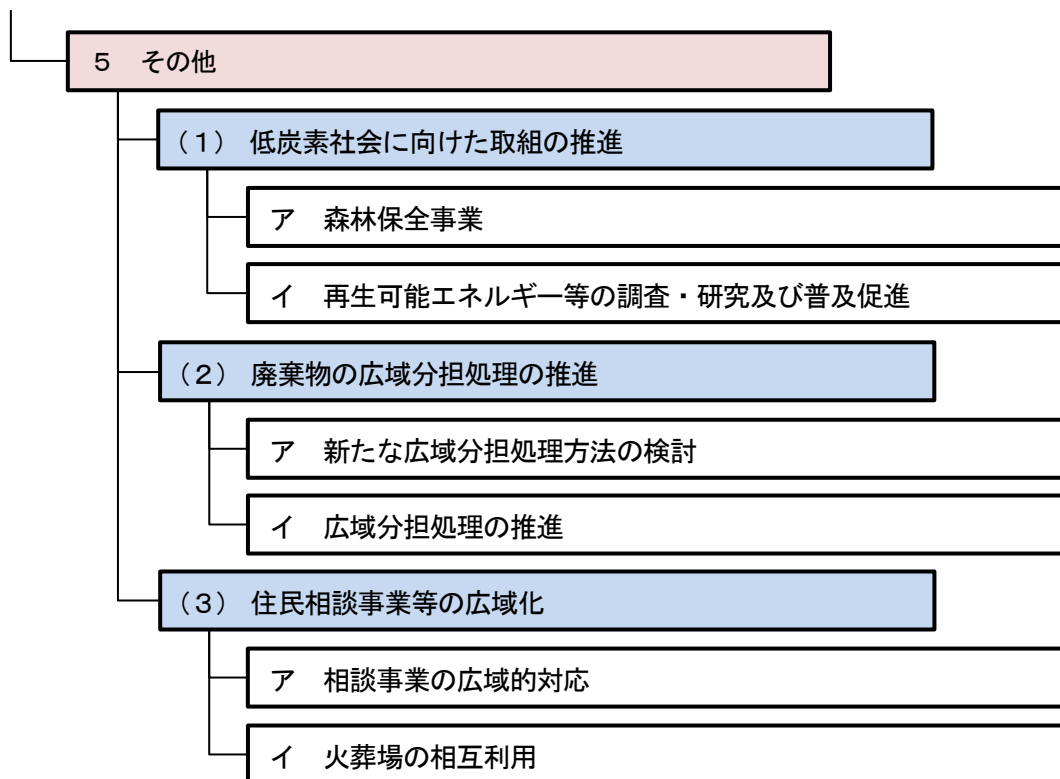 ５　その他
（１）　低炭素社会に向けた取組の推進
ア　森林保全事業
イ　再生可能エネルギー等の調査・研究及び普及促進
（２）　廃棄物の広域分担処理の推進
ア　新たな広域分担処理方法の検討
イ　広域分担処理の推進
（３）　住民相談事業等の広域化
ア　相談事業の広域的対応
イ　火葬場の相互利用